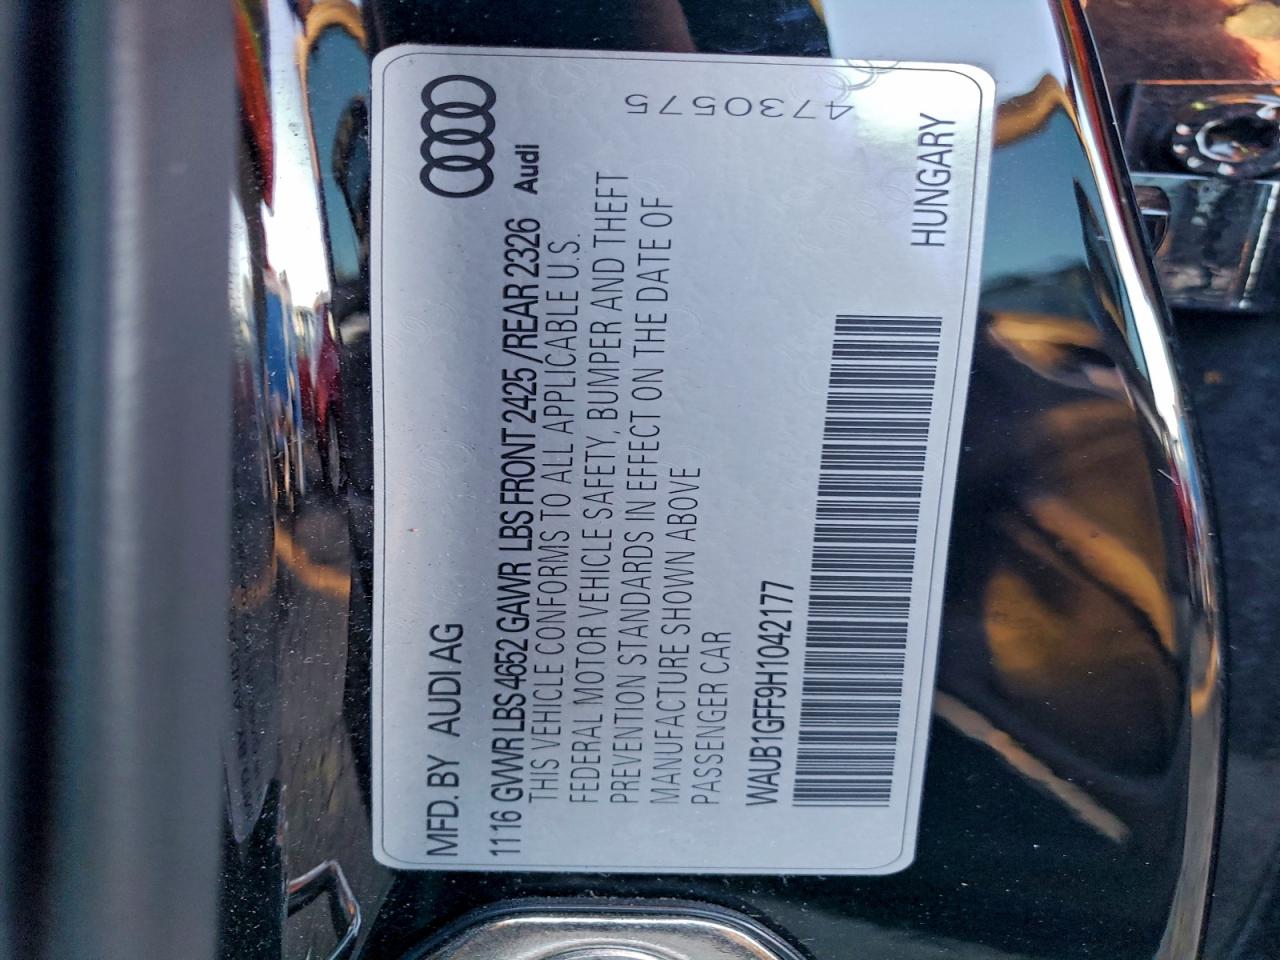 MFD. BY AUDI AG
1116 GVWR LBS 4652 GAWR LBS FRONT 2425 /REAR 2326
Audi
THIS VEHICLE CONFORMS TO ALL APPLICABLE U.S.
FEDERAL MOTOR VEHICLE SAFETY, BUMPER AND THEFT
PREVENTION STANDARDS IN EFFECT ON THE DATE OF
MANUFACTURE SHOWN ABOVE
PASSENGER CAR
4730575
WAUB1GFF9H1042177
HUNGARY